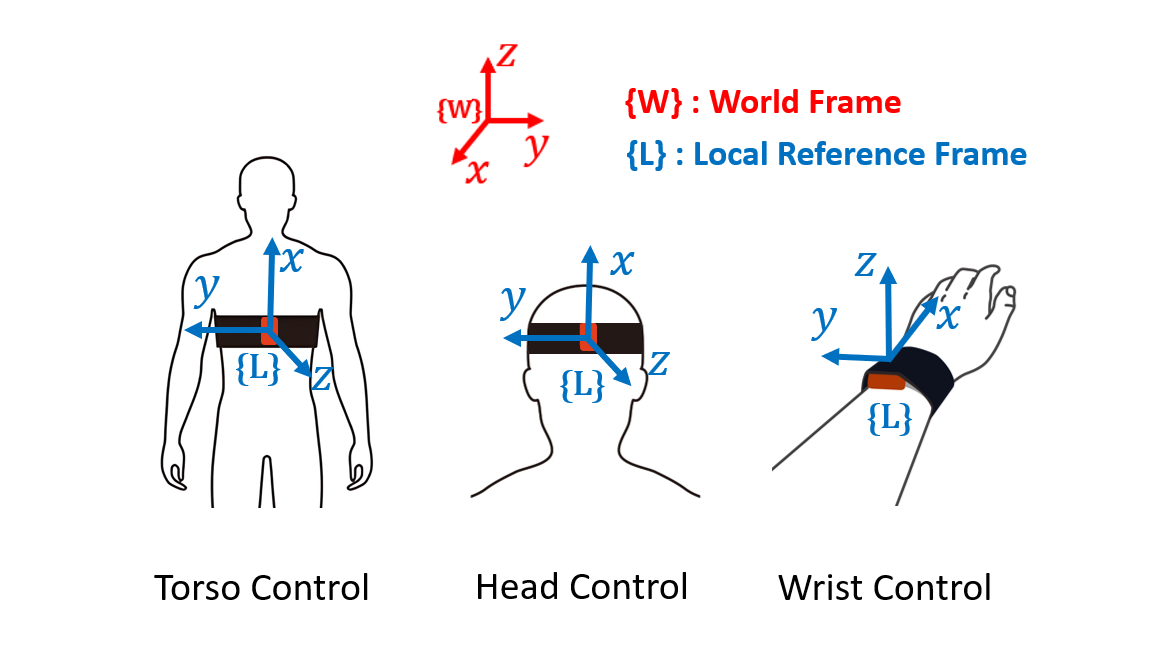 z
{W}
y
x
{W} : World Frame
{L} : Local Reference Frame
x
y
{L}
z
x
y
z
{L}
z
x
y
{L}
Torso Control
Head Control
Wrist Control